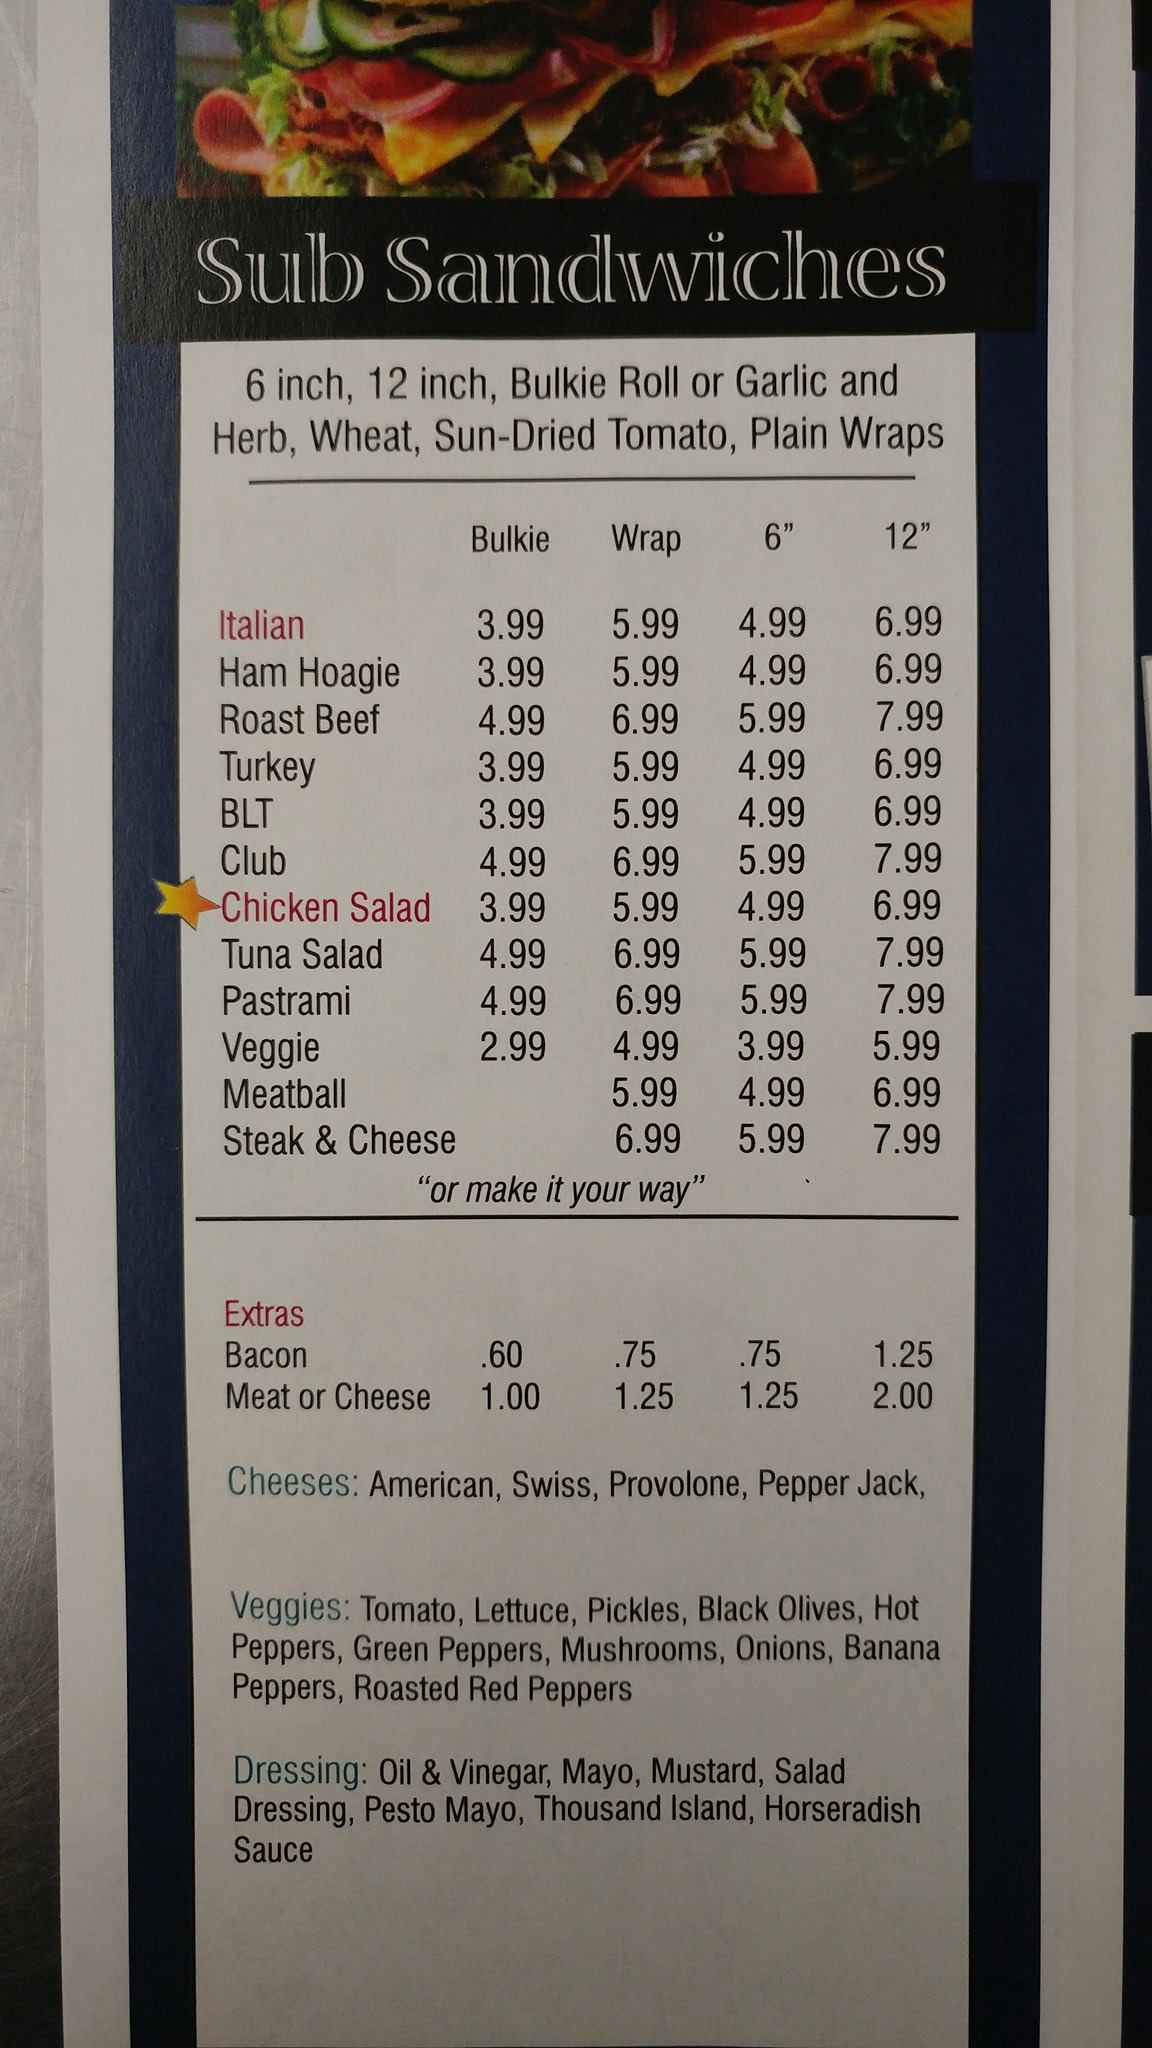 Sub Sandwiches
6 inch, 12 inch, Bulkie Roll or Garlic and
Herb, Wheat, Sun-Dried Tomato, Plain Wraps
Bulkie Wrap 6” 12”
Italian 3.99 5.99 4.99 6.99
Ham Hoagie 3.99 5.99 4.99 6.99
Roast Beef 4.99 6.99 5.99 7.99
Turkey 3.99 5.99 4.99 6.99
BLT 3.99 5.99 4.99 6.99
Club 4.99 6.99 5.99 7.99
Chicken Salad 3.99 5.99 4.99 6.99
Tuna Salad 4.99 6.99 5.99 7.99
Pastrami 4.99 6.99 5.99 7.99
Veggie 2.99 4.99 3.99 5.99
Meatball 5.99 4.99 6.99
Steak & Cheese 6.99 5.99 7.99
“or make it your way”
Extras
Bacon .60 .75 .75 1.25
Meat or Cheese 1.00 1.25 1.25 2.00
Cheeses: American, Swiss, Provolone, Pepper Jack,
Veggies: Tomato, Lettuce, Pickles, Black Olives, Hot
Peppers, Green Peppers, Mushrooms, Onions, Banana
Peppers, Roasted Red Peppers
Dressing: Oil & Vinegar, Mayo, Mustard, Salad
Dressing, Pesto Mayo, Thousand Island, Horseradish
Sauce